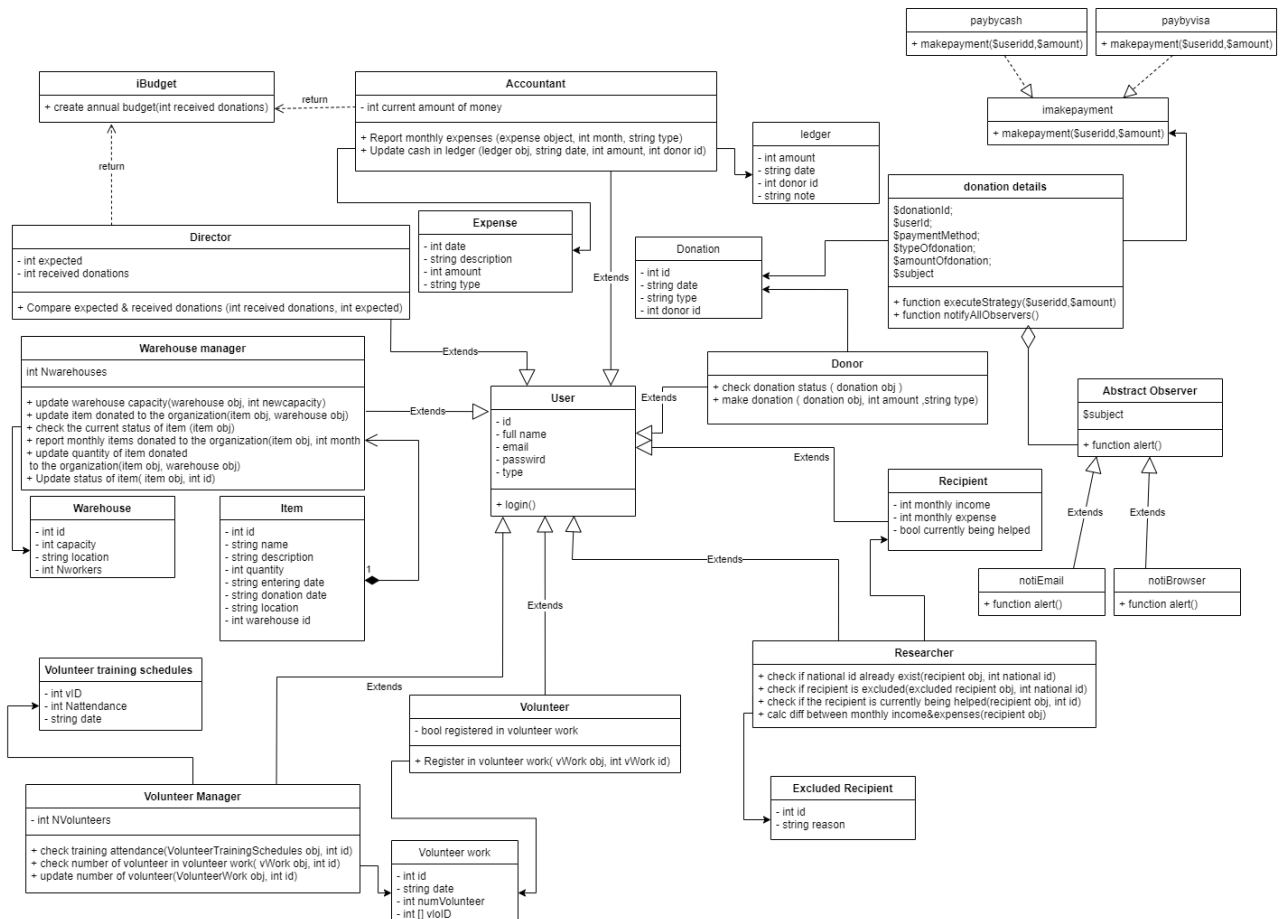 paybycash
+ makepayment($useridd,$amount)
paybyvisa
+ makepayment($useridd,$amount)
iBudget
+ create annual budget(int received donations)
return
Accountant
- int current amount of money
+ Report monthly expenses (expense object, int month, string type)
+ Update cash in ledger (ledger obj, string date, int amount, int donor id)
imakepayment
+ makepayment($useridd,$amount)
ledger
- int amount
- string date
- int donor id
- string note
return
donation details
$donationId;
$userId;
$paymentMethod;
$typeOfdonation;
$amountOfdonation;
$subject
+ function executeStrategy($useridd,$amount)
+ function notifyAllObservers()
Director
- int expected
- int received donations
+ Compare expected & received donations (int received donations, int expected)
Expense
- int date
- string description
- int amount
- string type
Extends
Donation
- int id
- string date
- string type
- int donor id
Warehouse manager
int Nwarehouses
+ update warehouse capacity(warehouse obj, int newcapacity)
+ update item donated to the organization(item obj, warehouse obj)
+ check the current status of item (item obj)
+ report monthly items donated to the organization(item obj, int month
+ update quantity of item donated
to the organization(item obj, warehouse obj)
+ Update status of item( item obj, int id)
Extends
Extends
Donor
+ check donation status ( donation obj )
+ make donation ( donation obj, int amount ,string type)
Extends
User
- id
- full name
- email
- passwird
- type
+ login()
Abstract Observer
$subject
+ function alert()
Extends
Recipient
- int monthly income
- int monthly expense
- bool currently being helped
Extends
Extends
Warehouse
- int id
- int capacity
- string location
- int Nworkers
Item
- int id
- string name
- string description
- int quantity
- string entering date
- string donation date
- string location
- int warehouse id
1
Extends
notiEmail
+ function alert()
notiBrowser
+ function alert()
Extends
Extends
Researcher
+ check if national id already exist(recipient obj, int national id)
+ check if recipient is excluded(excluded recipient obj, int national id)
+ check if the recipient is currently being helped(recipient obj, int id)
+ calc diff between monthly income&expenses(recipient obj)
Volunteer training schedules
- int vID
- int Nattendance
- string date
Extends
Volunteer
- bool registered in volunteer work
+ Register in volunteer work( vWork obj, int vWork id)
Volunteer Manager
- int NVolunteers
+ check training attendance(VolunteerTrainingSchedules obj, int id)
+ check number of volunteer in volunteer work( vWork obj, int id)
+ update number of volunteer(VolunteerWork obj, int id)
Excluded Recipient
- int id
- string reason
Volunteer work
- int id
- string date
- int numVolunteer
- int [] vloID